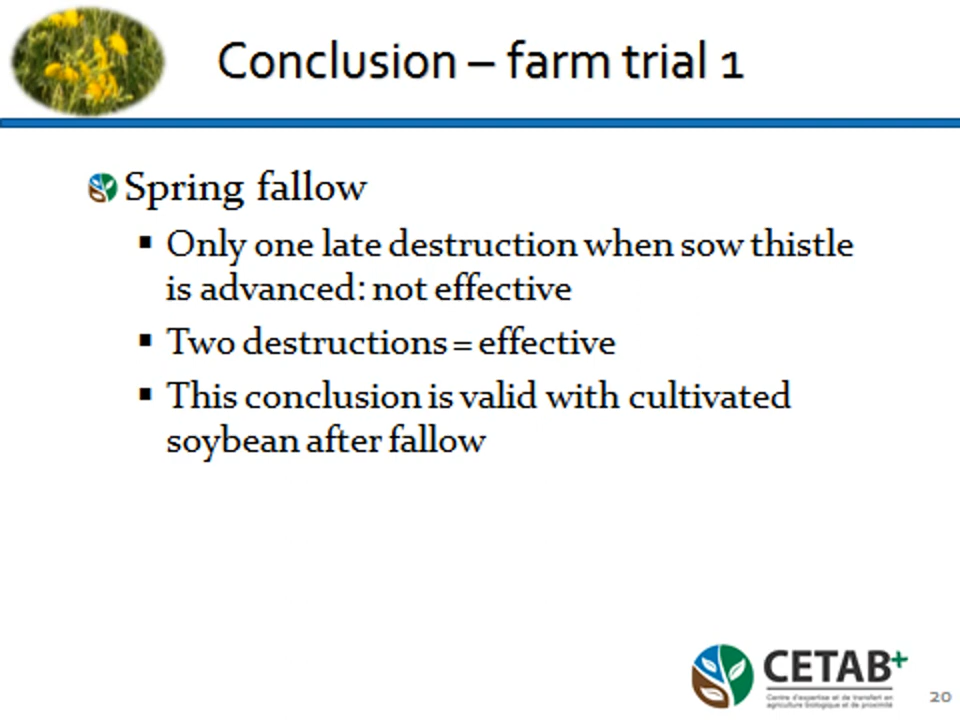 Conclusion – farm trial 1
Spring fallow
▪ Only one late destruction when sow thistle
is advanced: not effective
▪ Two destructions = effective
▪ This conclusion is valid with cultivated
soybean after fallow
CETAB+
Centre d'expertise et de transfert en
agriculture biologique et de proximité
20